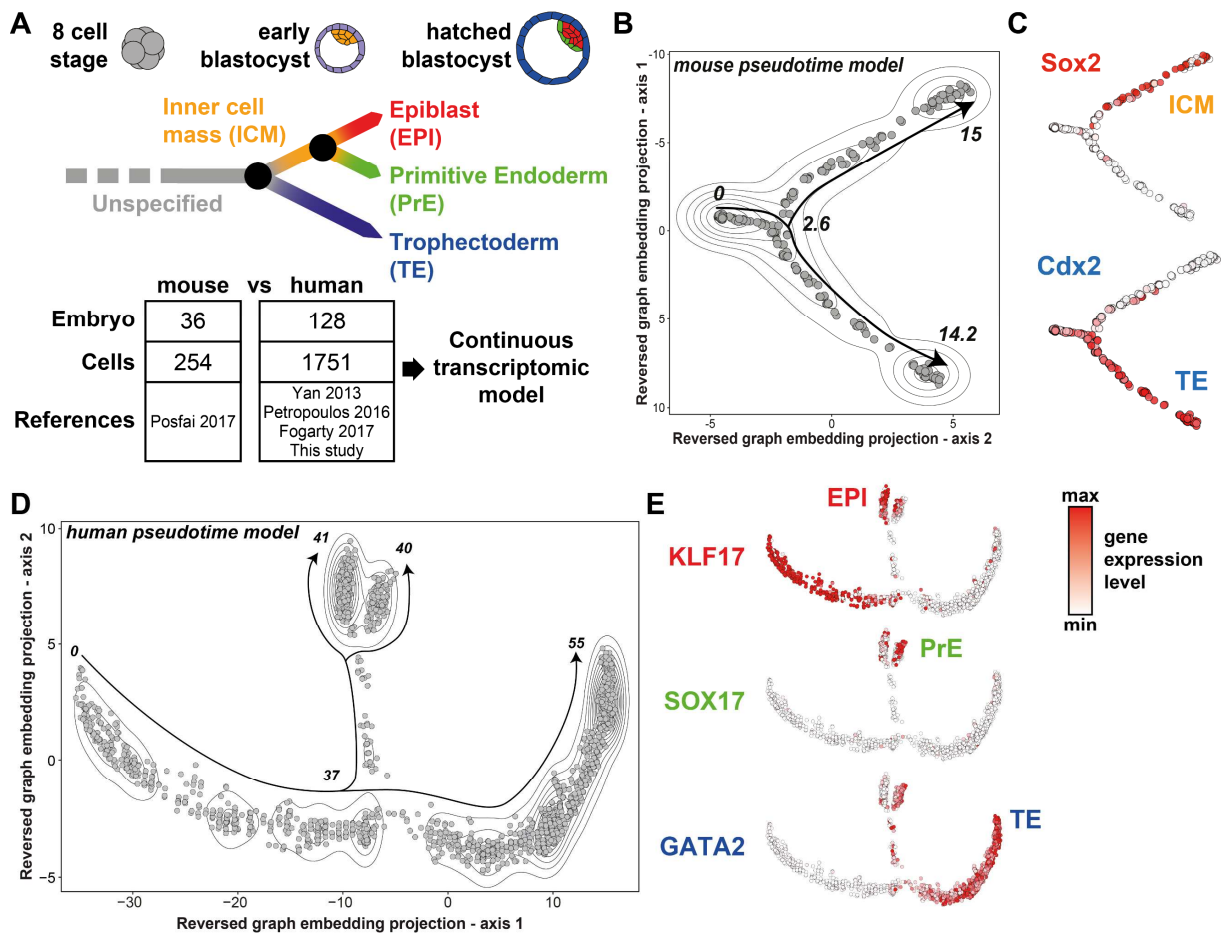 A
8 cell
stage
early
blastocyst
hatched
blastocyst
Inner cell
mass (ICM)
Epiblast
(EPI)
Primitive Endoderm
(PrE)
Unspecified
Trophectoderm
(TE)
mouse vs human
Embryo 36 128
Cells 254 1751
References Posfai 2017
Yan 2013
Petropoulos 2016
Fogarty 2017
This study
Continuous
transcriptomic
model
B
mouse pseudotime model
Reversed graph embedding projection - axis 1
-10
-5
0
5
10
0
2.6
15
14.2
-5 0 5
Reversed graph embedding projection - axis 2
C
Sox2
ICM
Cdx2
TE
D
human pseudotime model
Reversed graph embedding projection - axis 2
10
5
0
−5
0
41
40
37
55
−30 −20 −10 0 10
Reversed graph embedding projection - axis 1
E
EPI
KLF17
PrE
SOX17
GATA2
TE
max
gene
expression
level
min